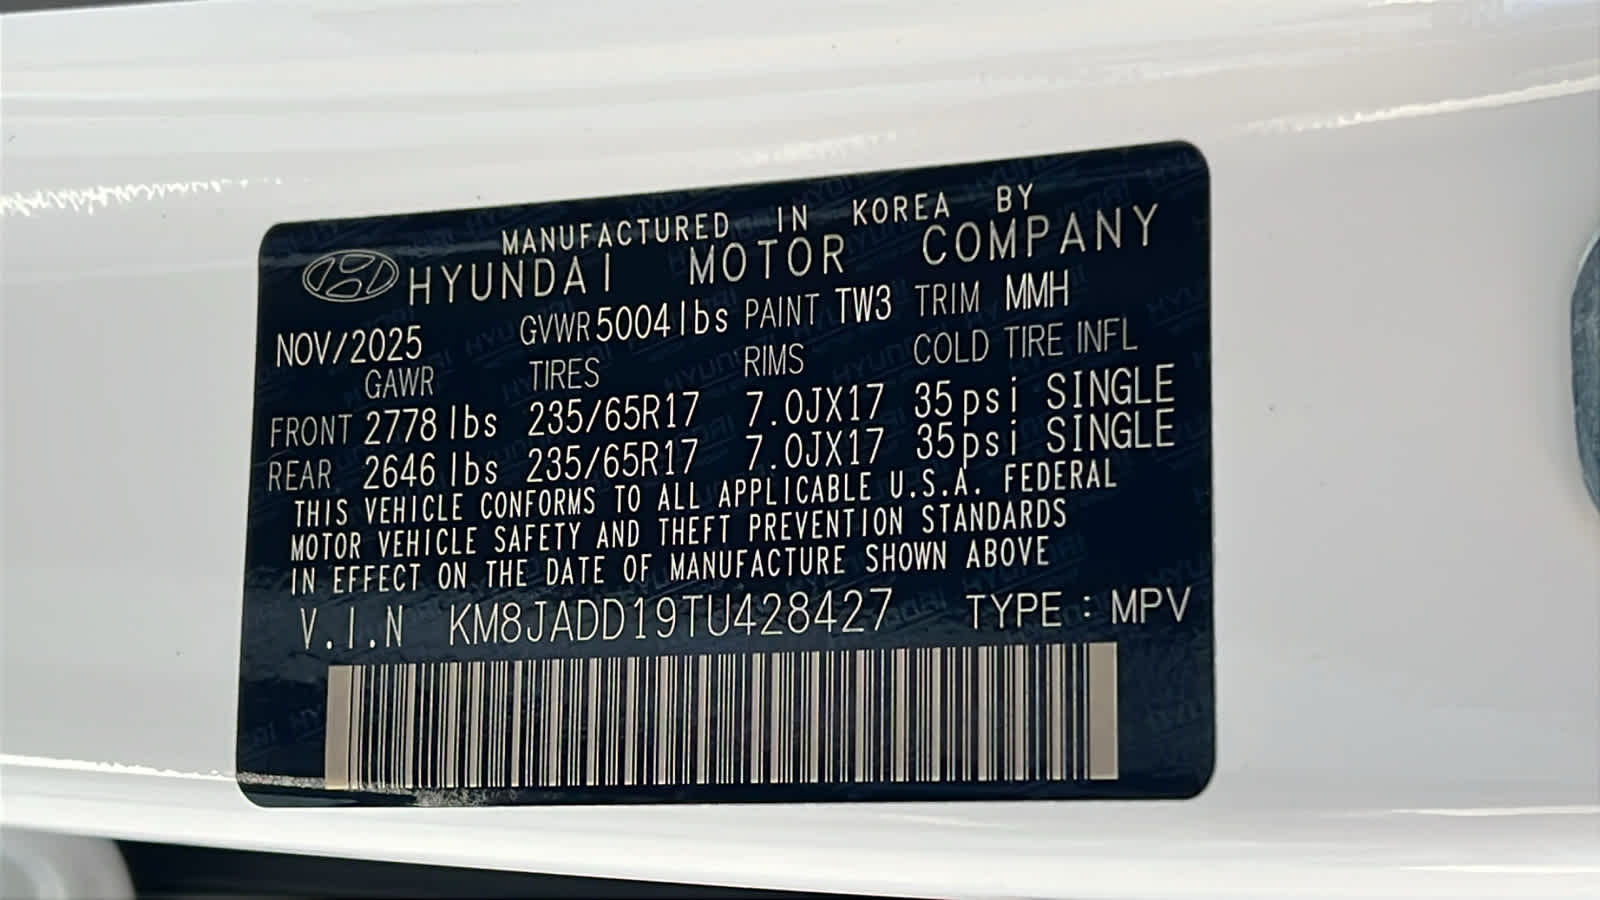 MANUFACTURED IN KOREA BY
HYUNDAI MOTOR COMPANY
NOV/2025 GVWR 5004lbs PAINT TW3 TRIM MMH
GAWR TIRES RIMS COLD TIRE INFL
FRONT 2778 lbs 235/65R17 7.0JX17 35psi SINGLE
REAR 2646 lbs 235/65R17 7.0JX17 35psi SINGLE
THIS VEHICLE CONFORMS TO ALL APPLICABLE U.S.A. FEDERAL
MOTOR VEHICLE SAFETY AND THEFT PREVENTION STANDARDS
IN EFFECT ON THE DATE OF MANUFACTURE SHOWN ABOVE
V.I.N KM8JADD19TU428427 TYPE : MPV